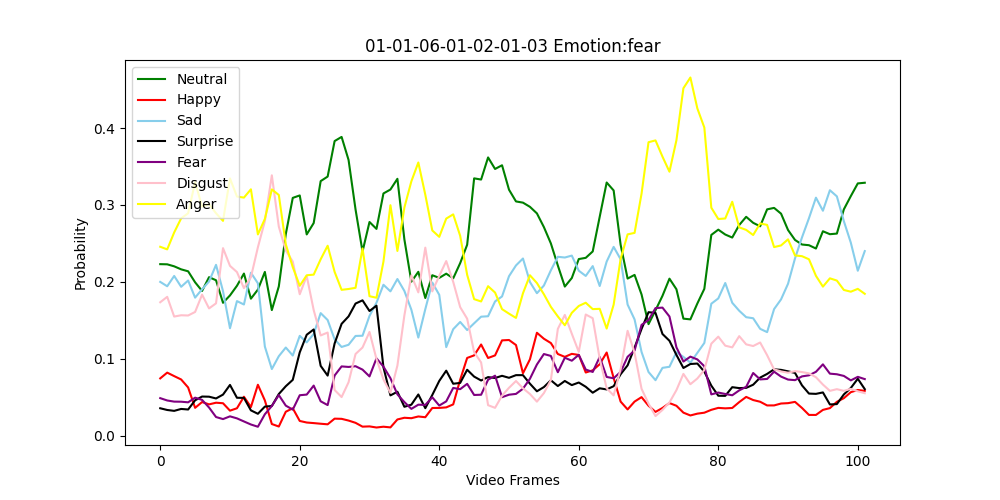 01-01-06-01-02-01-03 Emotion:fear
Neutral
Happy
Sad
Surprise
Fear
Disgust
Anger
Probability
0.4
0.3
0.2
0.1
0.0
0 20 40 60 80 100
Video Frames